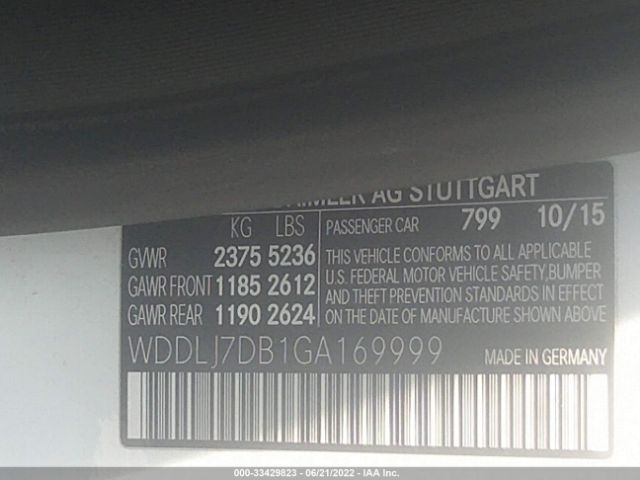 AG STUTTGART
KG LBS
PASSENGER CAR 799 10/15
GVWR 2375 5236
GAWR FRONT 1185 2612
GAWR REAR 1190 2624
THIS VEHICLE CONFORMS TO ALL APPLICABLE
U.S. FEDERAL MOTOR VEHICLE SAFETY, BUMPER
AND THEFT PREVENTION STANDARDS IN EFFECT
ON THE DATE OF MANUFACTURE SHOWN ABOVE
WDDLJ7DB1GA169999
MADE IN GERMANY
000-33429823 - 06/21/2022 - IAA Inc.